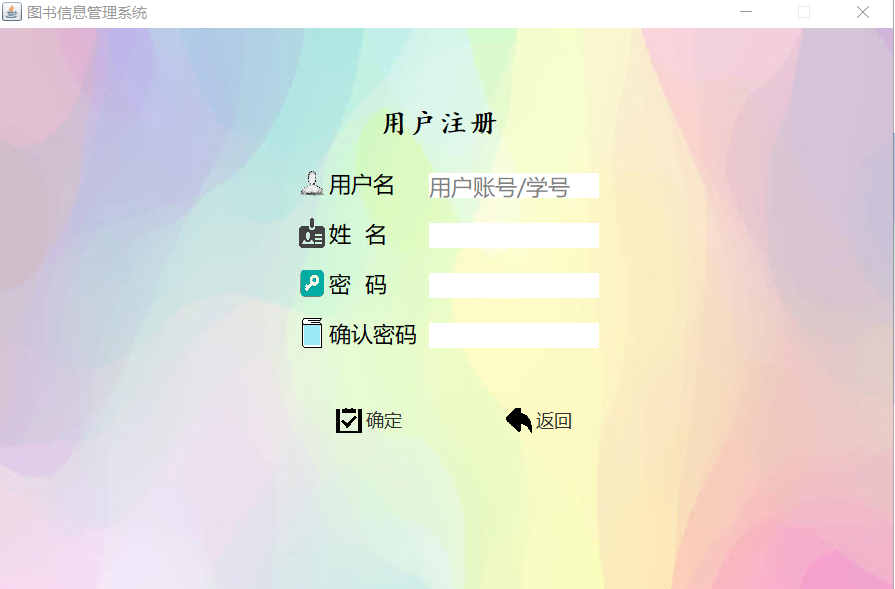 图书信息管理系统
用户注册
用户名 用户账号/学号
姓 名
密 码
确认密码
确定 返回